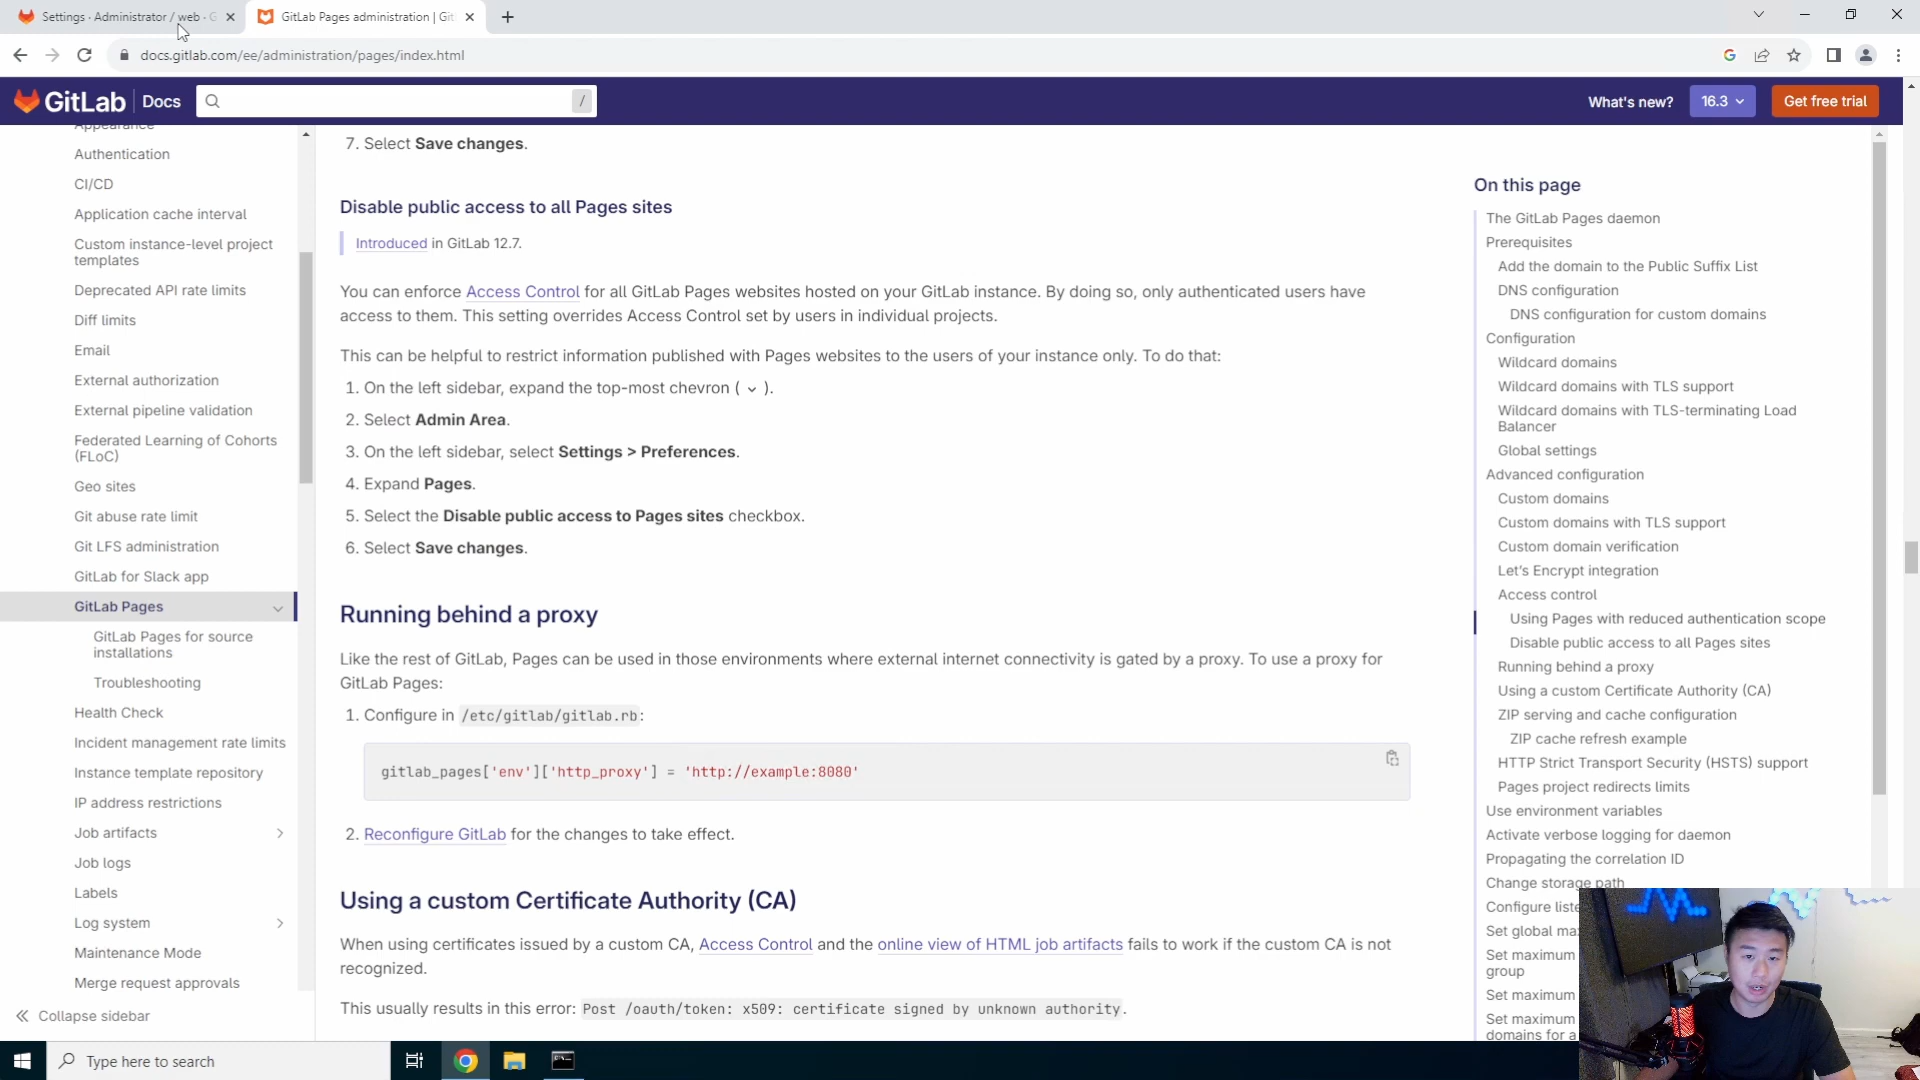 Settings · Administrator / web · G
GitLab Pages administration | Git
docs.gitlab.com/ee/administration/pages/index.html
GitLab Docs
/
What's new?
16.3
Get free trial
Appearance
Authentication
CI/CD
Application cache interval
Custom instance-level project
templates
Deprecated API rate limits
Diff limits
Email
External authorization
External pipeline validation
Federated Learning of Cohorts
(FLoC)
Geo sites
Git abuse rate limit
Git LFS administration
GitLab for Slack app
GitLab Pages
GitLab Pages for source
installations
Troubleshooting
Health Check
Incident management rate limits
Instance template repository
IP address restrictions
Job artifacts
Job logs
Labels
Log system
Maintenance Mode
Merge request approvals
Collapse sidebar
7. Select Save changes.
Disable public access to all Pages sites
Introduced in GitLab 12.7.
You can enforce Access Control for all GitLab Pages websites hosted on your GitLab instance. By doing so, only authenticated users have
access to them. This setting overrides Access Control set by users in individual projects.
This can be helpful to restrict information published with Pages websites to the users of your instance only. To do that:
1. On the left sidebar, expand the top-most chevron ( ⌄ ).
2. Select Admin Area.
3. On the left sidebar, select Settings > Preferences.
4. Expand Pages.
5. Select the Disable public access to Pages sites checkbox.
6. Select Save changes.
Running behind a proxy
Like the rest of GitLab, Pages can be used in those environments where external internet connectivity is gated by a proxy. To use a proxy for
GitLab Pages:
1. Configure in /etc/gitlab/gitlab.rb:
gitlab_pages['env']['http_proxy'] = 'http://example:8080'
2. Reconfigure GitLab for the changes to take effect.
Using a custom Certificate Authority (CA)
When using certificates issued by a custom CA, Access Control and the online view of HTML job artifacts fails to work if the custom CA is not
recognized.
This usually results in this error: Post /oauth/token: x509: certificate signed by unknown authority.
On this page
The GitLab Pages daemon
Prerequisites
Add the domain to the Public Suffix List
DNS configuration
DNS configuration for custom domains
Configuration
Wildcard domains
Wildcard domains with TLS support
Wildcard domains with TLS-terminating Load
Balancer
Global settings
Advanced configuration
Custom domains
Custom domains with TLS support
Custom domain verification
Let's Encrypt integration
Access control
Using Pages with reduced authentication scope
Disable public access to all Pages sites
Running behind a proxy
Using a custom Certificate Authority (CA)
ZIP serving and cache configuration
ZIP cache refresh example
HTTP Strict Transport Security (HSTS) support
Pages project redirects limits
Use environment variables
Activate verbose logging for daemon
Propagating the correlation ID
Change storage path
Configure liste
Set global ma
Set maximum
group
Set maximum
Set maximum
domains for a
Type here to search